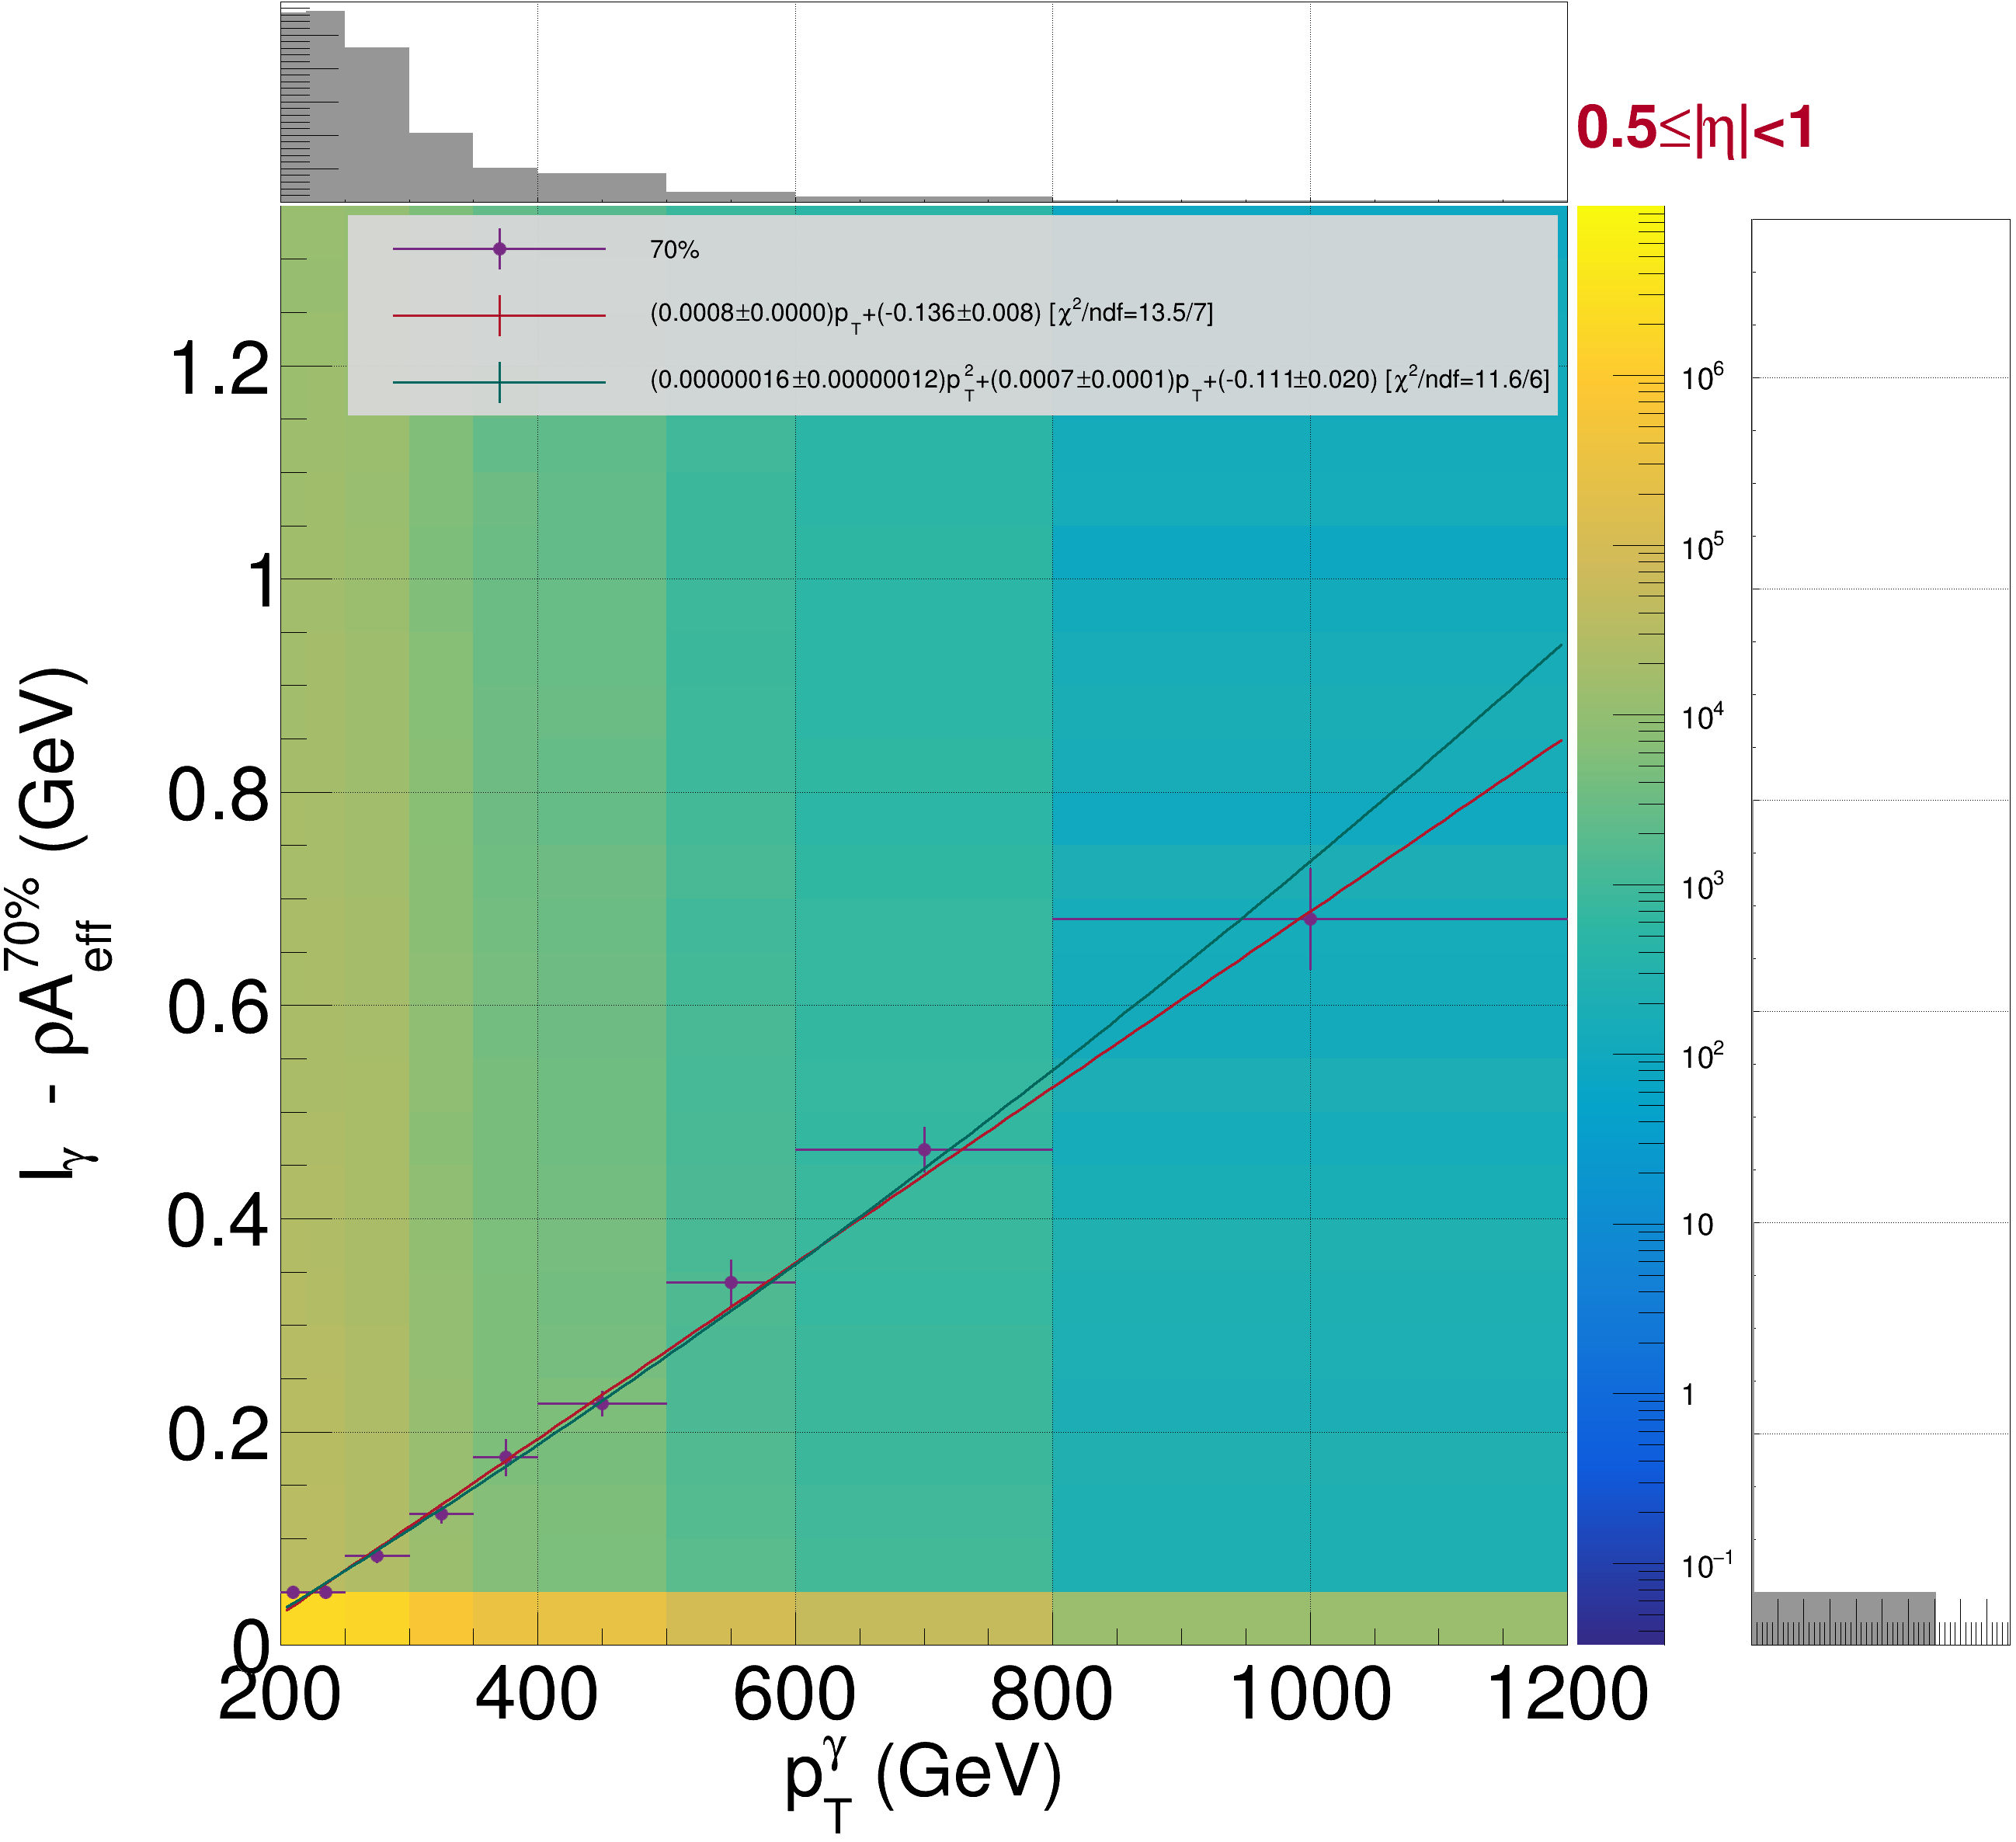 0.5≤|η|<1
70%
(0.0008±0.0000)p_T+(-0.136±0.008) [χ²/ndf=13.5/7]
(0.00000016±0.00000012)p_T²+(0.0007±0.0001)p_T+(-0.111±0.020) [χ²/ndf=11.6/6]
I_γ - ρA_eff^70% (GeV)
1.2
1
0.8
0.6
0.4
0.2
0
200 400 600 800 1000 1200
p_T^γ (GeV)
10⁶
10⁵
10⁴
10³
10²
10
1
10⁻¹